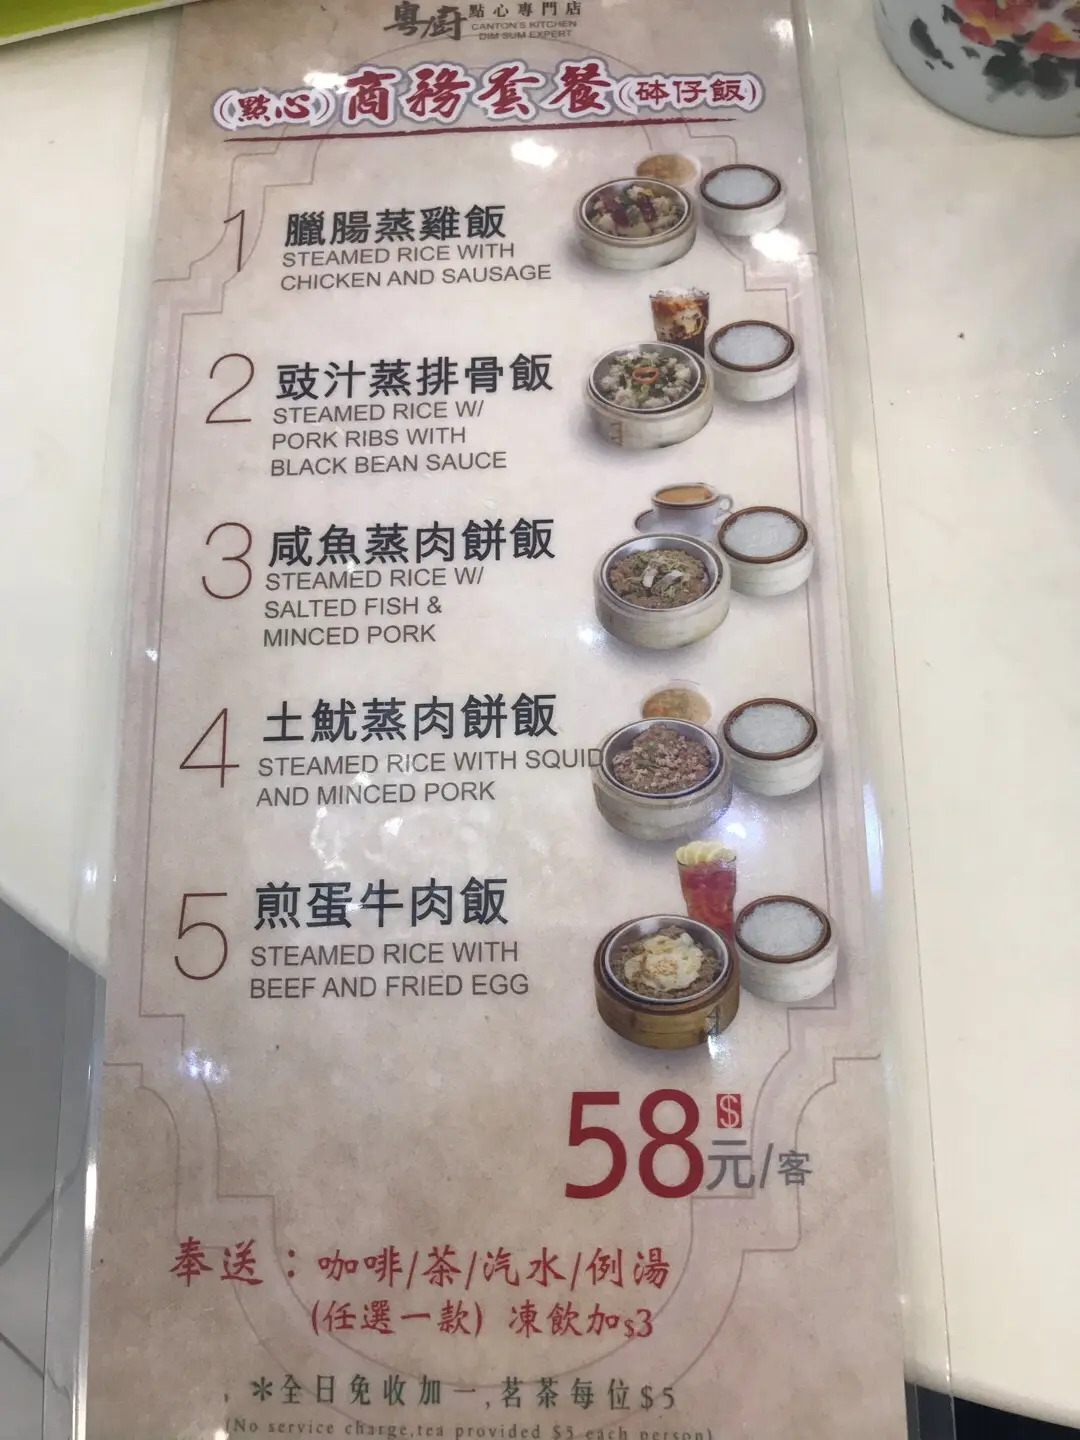 粵廚 點心專門店
CANTON'S KITCHEN
DIM SUM EXPERT
(點心)商務套餐(砵仔飯)
1 臘腸蒸雞飯
STEAMED RICE WITH
CHICKEN AND SAUSAGE
2 豉汁蒸排骨飯
STEAMED RICE W/
PORK RIBS WITH
BLACK BEAN SAUCE
3 咸魚蒸肉餅飯
STEAMED RICE W/
SALTED FISH &
MINCED PORK
4 土魷蒸肉餅飯
STEAMED RICE WITH SQUID
AND MINCED PORK
5 煎蛋牛肉飯
STEAMED RICE WITH
BEEF AND FRIED EGG
58$元/客
奉送：咖啡/茶/汽水/例湯
(任選一款) 凍飲加$3
*全日免收加一,茗茶每位$5
(No service charge,tea provided $5 each person)